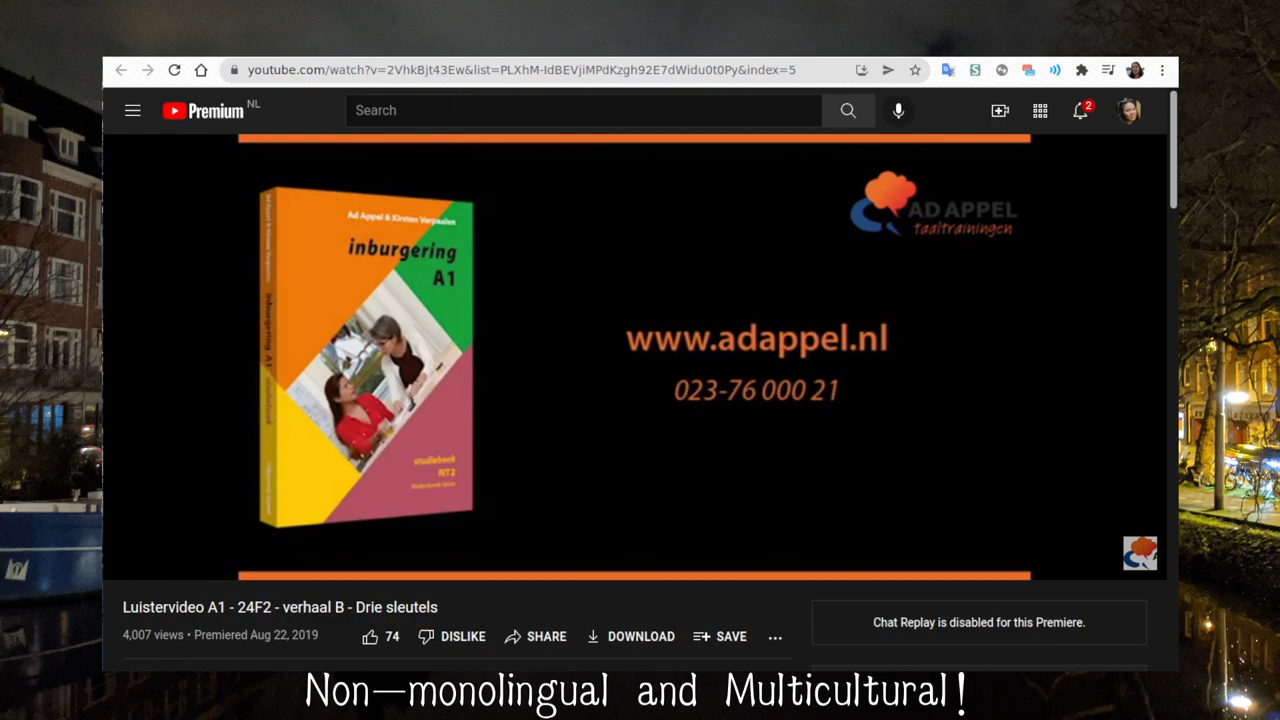 youtube.com/watch?v=2VhkBjt43Ew&list=PLXhM-IdBEVjiMPdKzgh92E7dWidu0t0Py&index=5
Premium NL
Search
2
Ad Appel & Kirsten Verpaalen
inburgering
A1
studieboek
NT2
inburgering A1
AD APPEL
taaltrainingen
www.adappel.nl
023-76 000 21
Luistervideo A1 - 24F2 - verhaal B - Drie sleutels
4,007 views • Premiered Aug 22, 2019
74 DISLIKE SHARE DOWNLOAD SAVE ...
Chat Replay is disabled for this Premiere.
Non-monolingual and Multicultural!